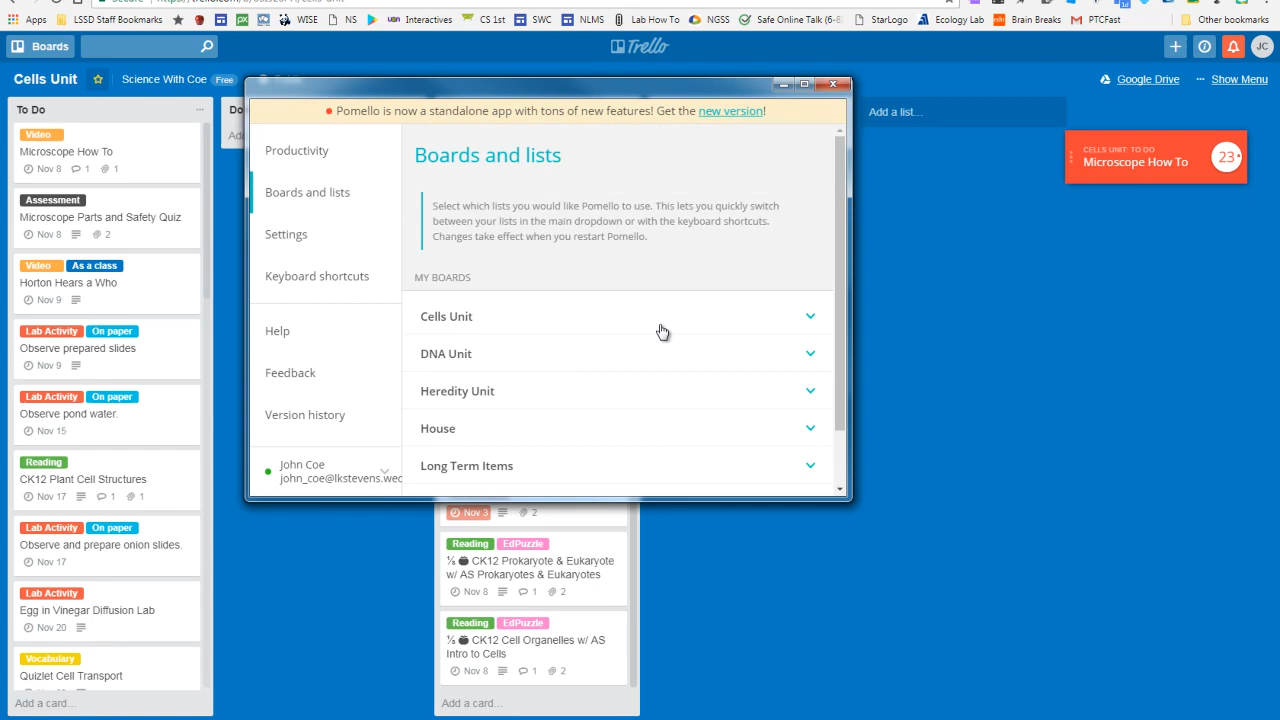 Apps
LSSD Staff Bookmarks
WISE
NS
Interactives
CS 1st
SWC
NLMS
Lab How To
NGSS
Safe Online Talk (6-8)
StarLogo
Ecology Lab
Brain Breaks
PTCFast
Other bookmarks
Boards
Trello
JC
Cells Unit
Science With Coe
Free
Google Drive
... Show Menu
To Do
Video
Microscope How To
Nov 8 1 1
Assessment
Microscope Parts and Safety Quiz
Nov 8 2
Video As a class
Horton Hears a Who
Nov 9
Lab Activity On paper
Observe prepared slides
Nov 9
Lab Activity On paper
Observe pond water.
Nov 15
Reading
CK12 Plant Cell Structures
Nov 17 1 1
Lab Activity On paper
Observe and prepare onion slides.
Nov 17
Lab Activity
Egg in Vinegar Diffusion Lab
Nov 20
Vocabulary
Quizlet Cell Transport
Add a card...
Pomello is now a standalone app with tons of new features! Get the new version!
Productivity
Boards and lists
Settings
Keyboard shortcuts
Help
Feedback
Version history
John Coe
john_coe@lkstevens.wec
Boards and lists
Select which lists you would like Pomello to use. This lets you quickly switch
between your lists in the main dropdown or with the keyboard shortcuts.
Changes take effect when you restart Pomello.
MY BOARDS
Cells Unit
DNA Unit
Heredity Unit
House
Long Term Items
Nov 3 2
Reading EdPuzzle
CK12 Prokaryote & Eukaryote
w/ AS Prokaryotes & Eukaryotes
Nov 8 1 2
Reading EdPuzzle
CK12 Cell Organelles w/ AS
Intro to Cells
Nov 8 1 2
Add a card...
Add a list...
CELLS UNIT: TO DO
Microscope How To
23